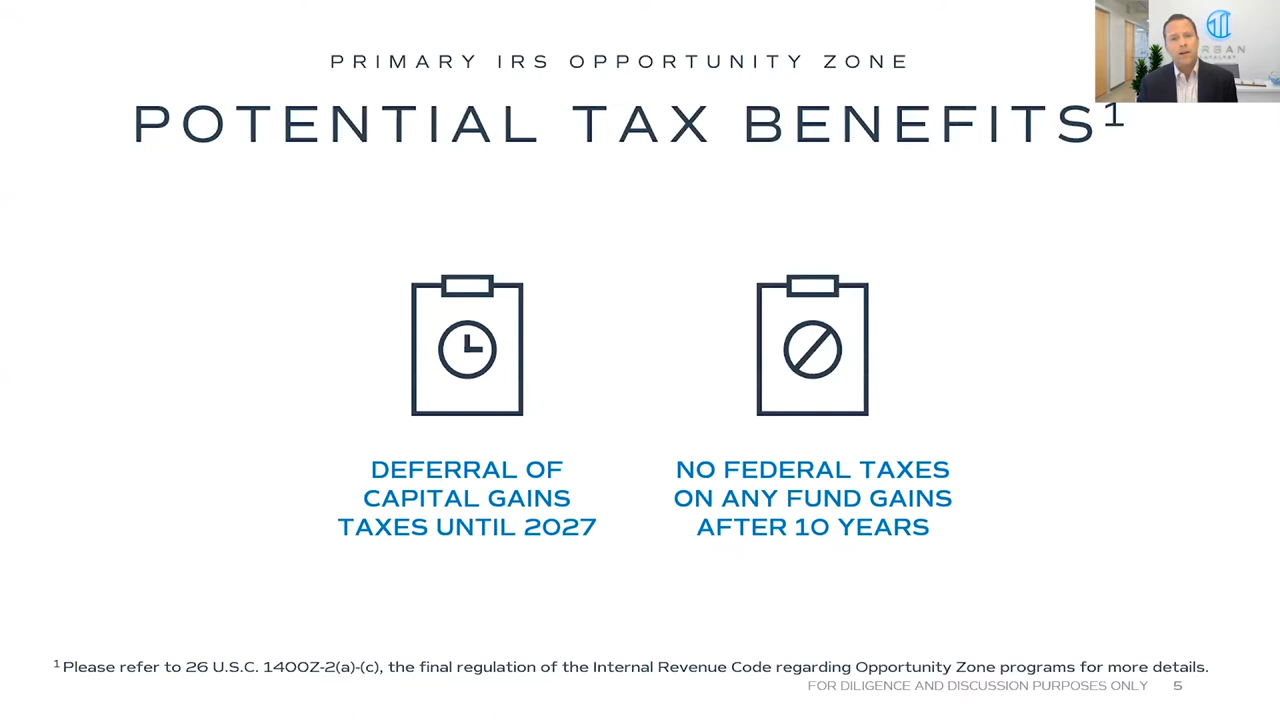 PRIMARY IRS OPPORTUNITY ZONE
POTENTIAL TAX BENEFITS¹
DEFERRAL OF
CAPITAL GAINS
TAXES UNTIL 2027
NO FEDERAL TAXES
ON ANY FUND GAINS
AFTER 10 YEARS
¹ Please refer to 26 U.S.C. 1400Z-2(a)-(c), the final regulation of the Internal Revenue Code regarding Opportunity Zone programs for more details.
FOR DILIGENCE AND DISCUSSION PURPOSES ONLY 5